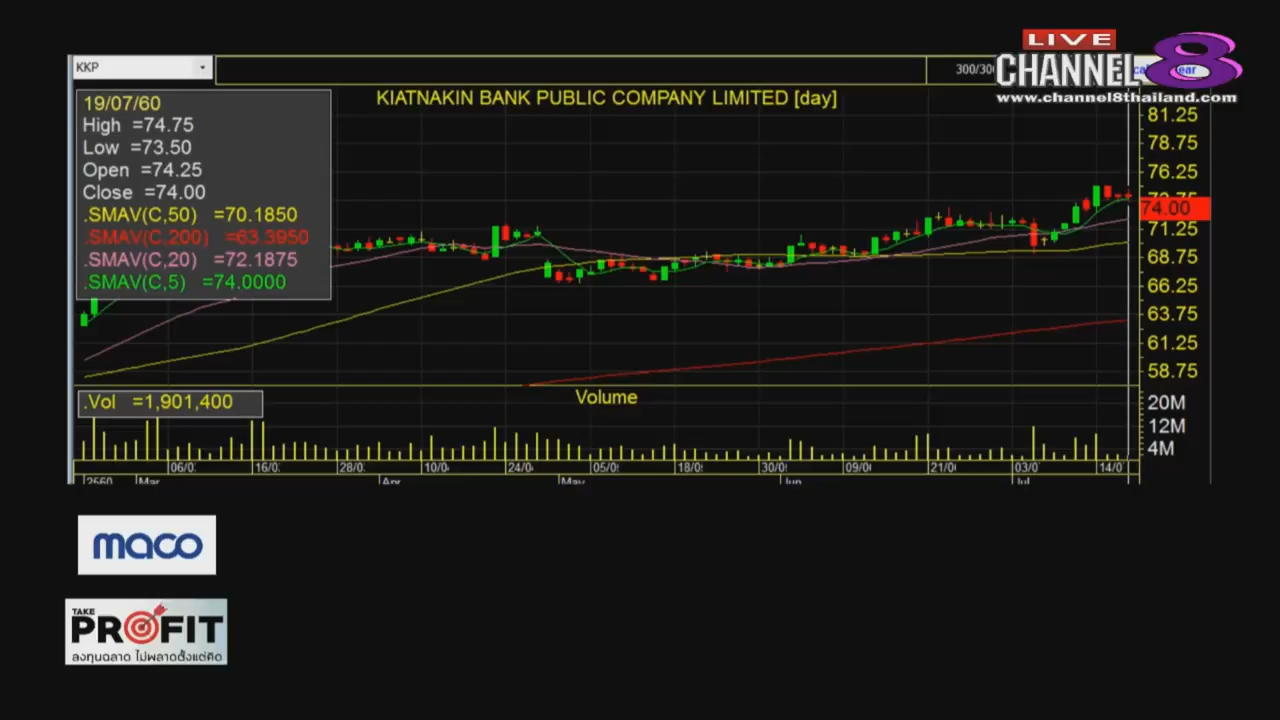 LIVE
CHANNEL 8
www.channel8thailand.com
KKP
300/300
KIATNAKIN BANK PUBLIC COMPANY LIMITED [day]
19/07/60
High =74.75
Low =73.50
Open =74.25
Close =74.00
.SMAV(C,50) =70.1850
.SMAV(C,200) =63.3950
.SMAV(C,20) =72.1875
.SMAV(C,5) =74.0000
81.25
78.75
76.25
74.00
71.25
68.75
66.25
63.75
61.25
58.75
.Vol =1,901,400
Volume
20M
12M
4M
06/0 16/0 28/0 10/0 24/0 05/0 18/0 30/0 09/0 21/0 03/0 14/0
2560 Mar Apr May Jun Jul
maco
TAKE
PROFIT
ลงทุนฉลาด ไม่พลาดตั้งแต่คิด